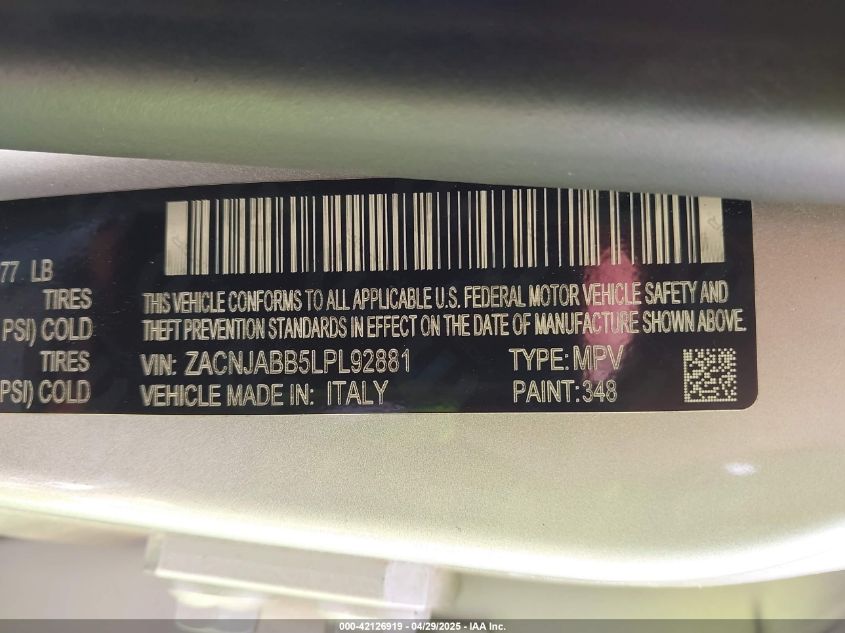 77 LB
TIRES
PSI) COLD
TIRES
PSI) COLD
THIS VEHICLE CONFORMS TO ALL APPLICABLE U.S. FEDERAL MOTOR VEHICLE SAFETY AND
THEFT PREVENTION STANDARDS IN EFFECT ON THE DATE OF MANUFACTURE SHOWN ABOVE.
VIN: ZACNJABB5LPL92881 TYPE: MPV
VEHICLE MADE IN: ITALY PAINT: 348
000-42126919 - 04/29/2025 - IAA Inc.